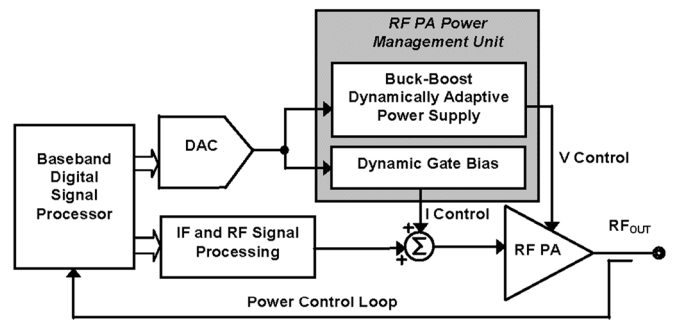 RF PA Power
Management Unit
Buck-Boost
Dynamically Adaptive
Power Supply
DAC
Baseband
Digital
Signal
Processor
Dynamic Gate Bias
V Control
I Control
IF and RF Signal
Processing
+
+
Σ
RF PA
RFOUT
Power Control Loop